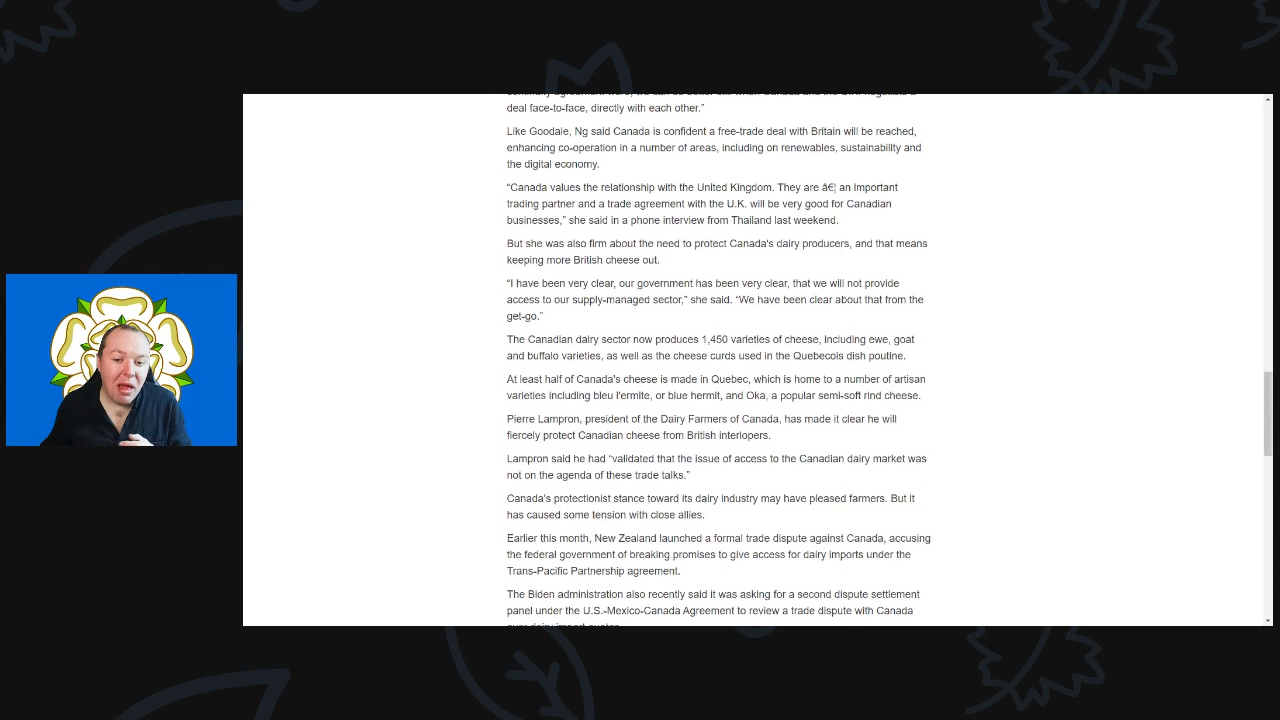 deal face-to-face, directly with each other.”
Like Goodale, Ng said Canada is confident a free-trade deal with Britain will be reached,
enhancing co-operation in a number of areas, including on renewables, sustainability and
the digital economy.
“Canada values the relationship with the United Kingdom. They are â€¦ an important
trading partner and a trade agreement with the U.K. will be very good for Canadian
businesses,” she said in a phone interview from Thailand last weekend.
But she was also firm about the need to protect Canada's dairy producers, and that means
keeping more British cheese out.
“I have been very clear, our government has been very clear, that we will not provide
access to our supply-managed sector,” she said. “We have been clear about that from the
get-go.”
The Canadian dairy sector now produces 1,450 varieties of cheese, including ewe, goat
and buffalo varieties, as well as the cheese curds used in the Quebecois dish poutine.
At least half of Canada's cheese is made in Quebec, which is home to a number of artisan
varieties including bleu l'ermite, or blue hermit, and Oka, a popular semi-soft rind cheese.
Pierre Lampron, president of the Dairy Farmers of Canada, has made it clear he will
fiercely protect Canadian cheese from British interlopers.
Lampron said he had “validated that the issue of access to the Canadian dairy market was
not on the agenda of these trade talks.”
Canada's protectionist stance toward its dairy industry may have pleased farmers. But it
has caused some tension with close allies.
Earlier this month, New Zealand launched a formal trade dispute against Canada, accusing
the federal government of breaking promises to give access for dairy imports under the
Trans-Pacific Partnership agreement.
The Biden administration also recently said it was asking for a second dispute settlement
panel under the U.S.-Mexico-Canada Agreement to review a trade dispute with Canada